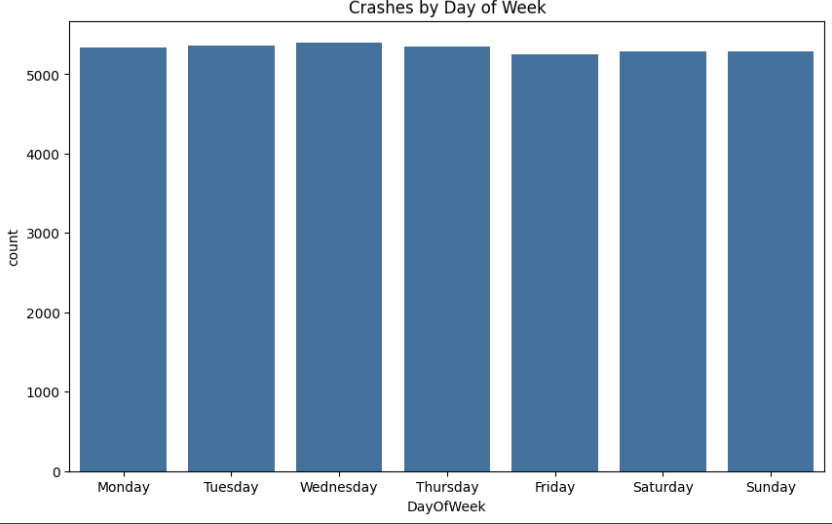 Crashes by Day of Week
5000
4000
3000
2000
1000
0
count
Monday Tuesday Wednesday Thursday Friday Saturday Sunday
DayOfWeek